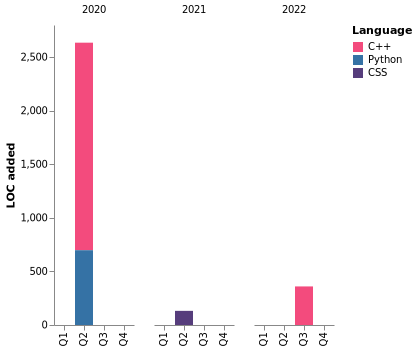 2020 2021 2022
Language
C++
Python
CSS
LOC added
2,500
2,000
1,500
1,000
500
0
Q1 Q2 Q3 Q4 Q1 Q2 Q3 Q4 Q1 Q2 Q3 Q4